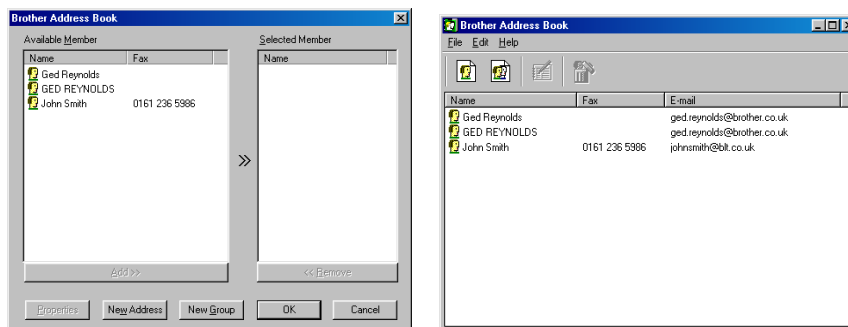 Brother Address Book
Available Member
Name Fax
Ged Reynolds
GED REYNOLDS
John Smith 0161 236 5986
Add >>
Selected Member
Name
<< Remove
Properties New Address New Group OK Cancel
Brother Address Book
File Edit Help
Name Fax E-mail
Ged Reynolds ged.reynolds@brother.co.uk
GED REYNOLDS ged.reynolds@brother.co.uk
John Smith 0161 236 5986 johnsmith@blt.co.uk